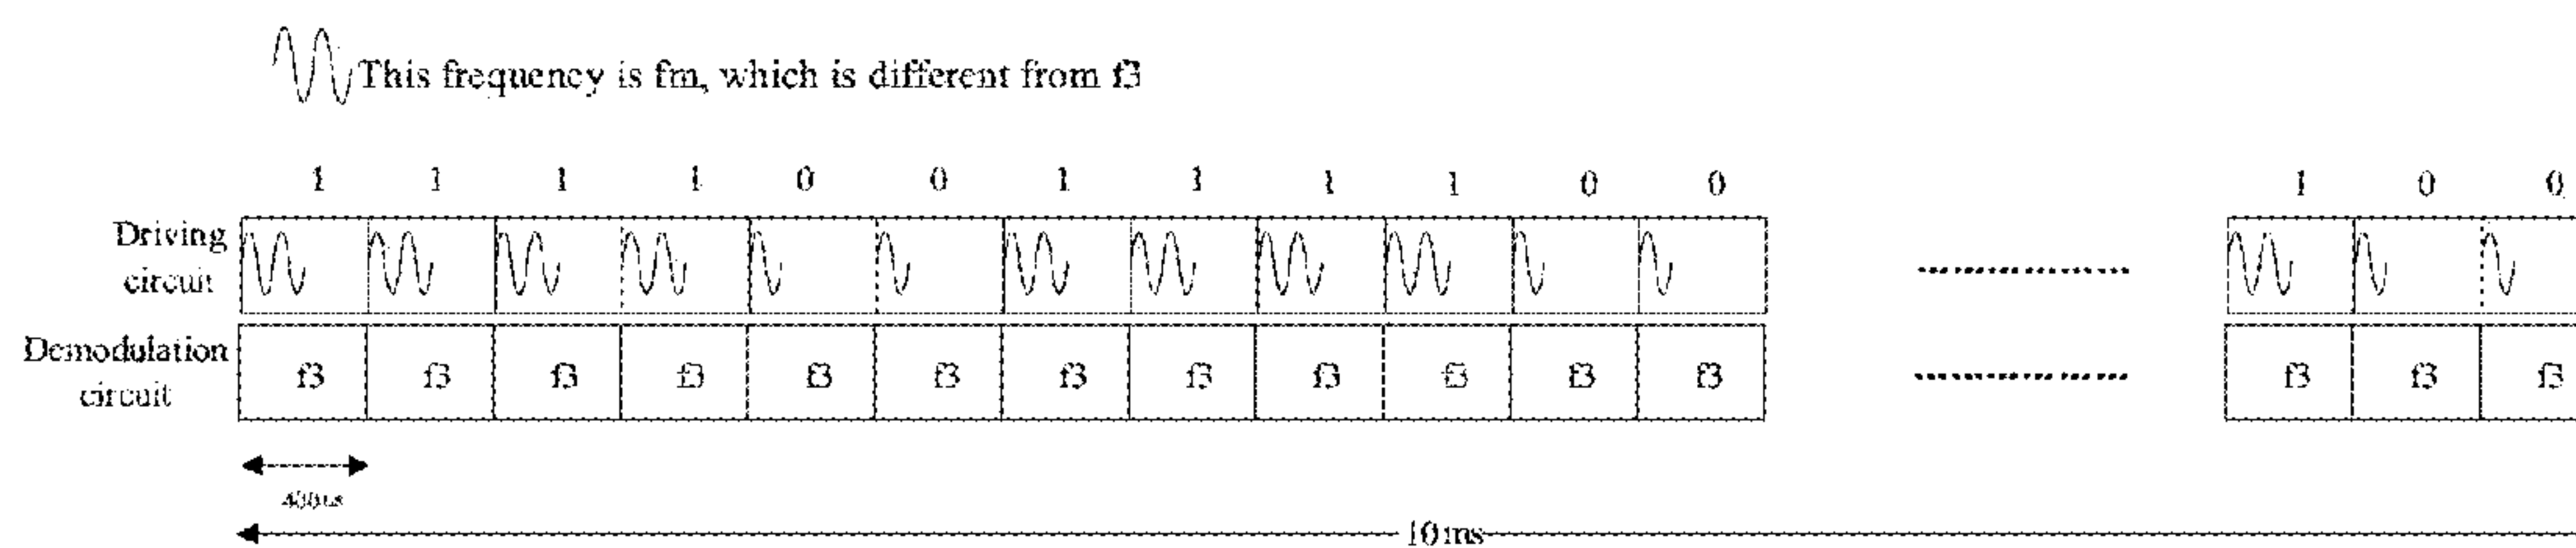 This frequency is fm, which is different from f3
1 1 1 1 0 0 1 1 1 1 0 0 1 0 0
Driving
circuit
Demodulation
circuit
f3 f3 f3 f3 f3 f3 f3 f3 f3 f3 f3 f3 f3 f3 f3
400us
10ms